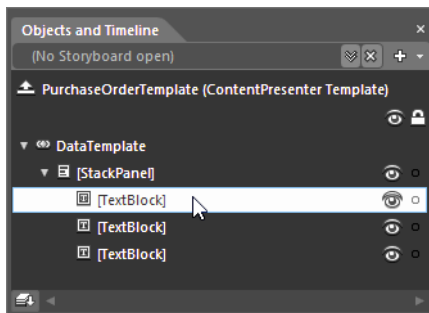 Objects and Timeline
(No Storyboard open)
PurchaseOrderTemplate (ContentPresenter Template)
DataTemplate
[StackPanel]
[TextBlock]
[TextBlock]
[TextBlock]